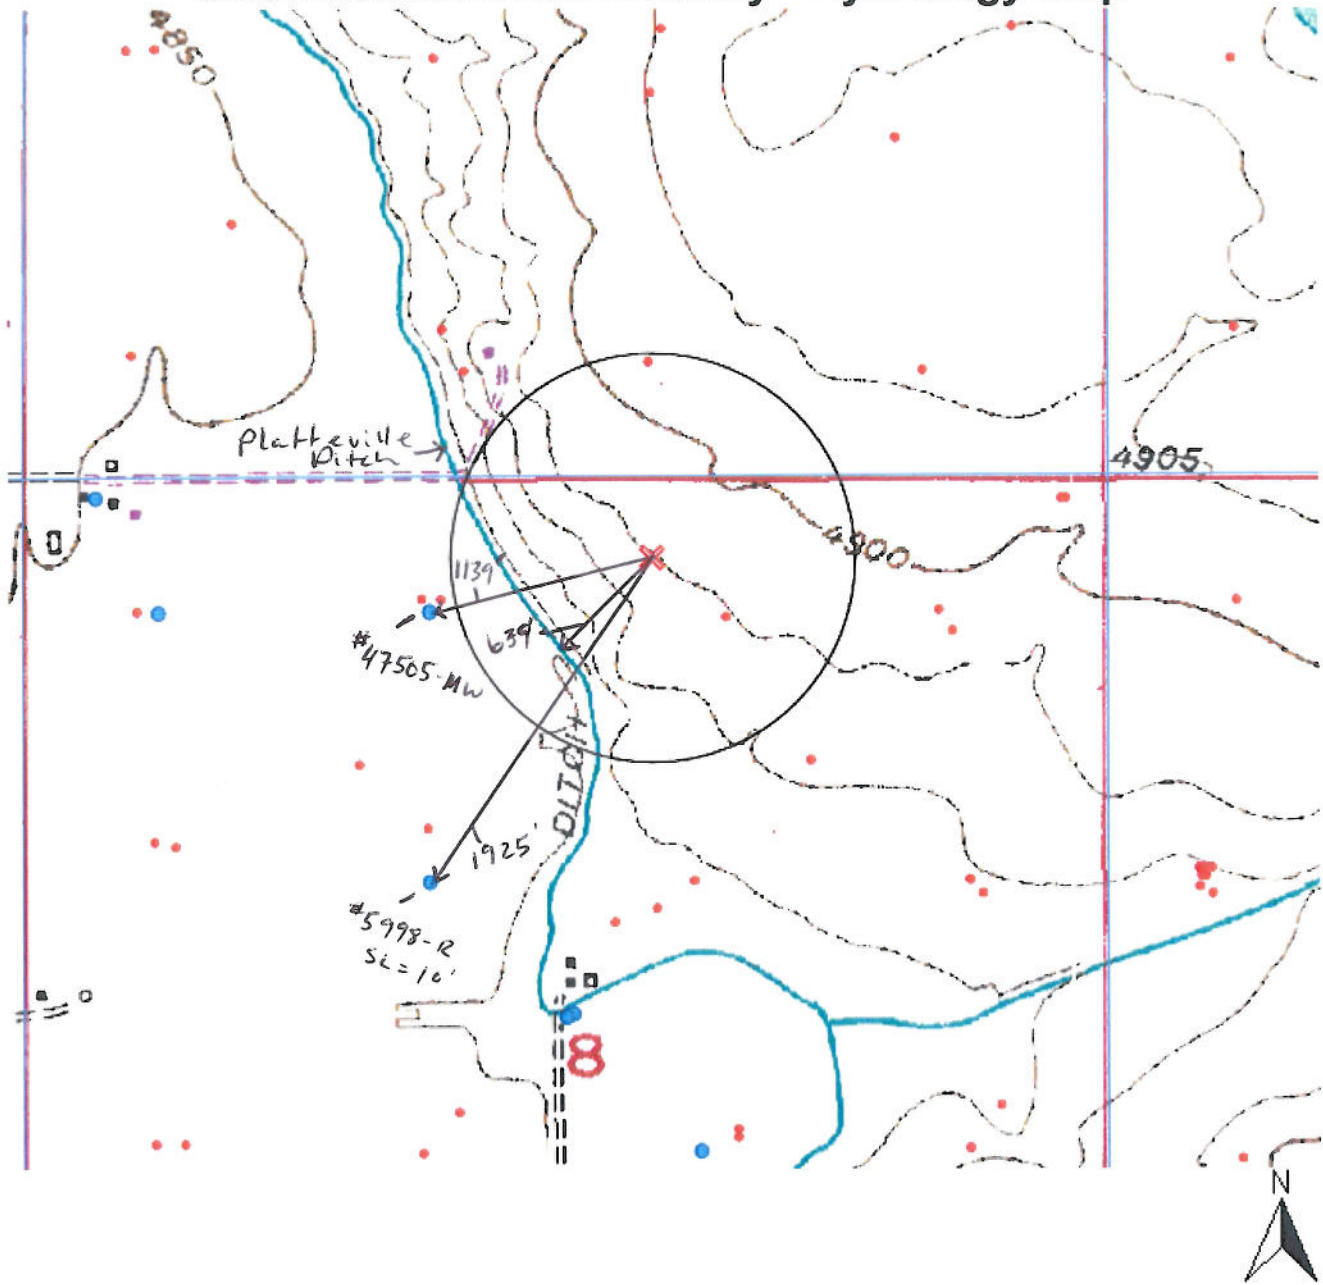 4850
Platteville
Ditch
4905
4900
1139
639'
#47505-MW
DITCH
1925'
#5998-R
SL = 10'
8
N